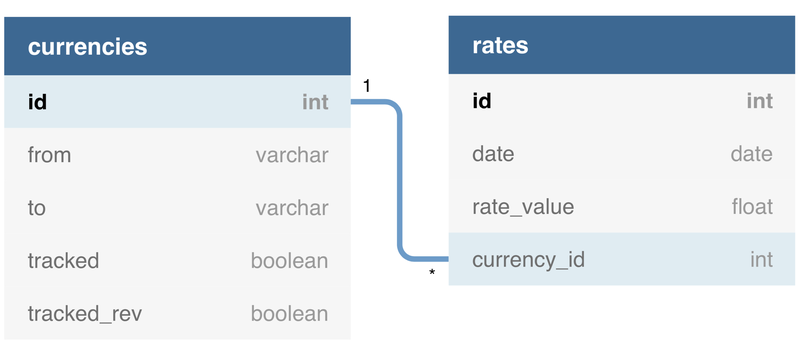 currencies
id int
from varchar
to varchar
tracked boolean
tracked_rev boolean
1
*
rates
id int
date date
rate_value float
currency_id int